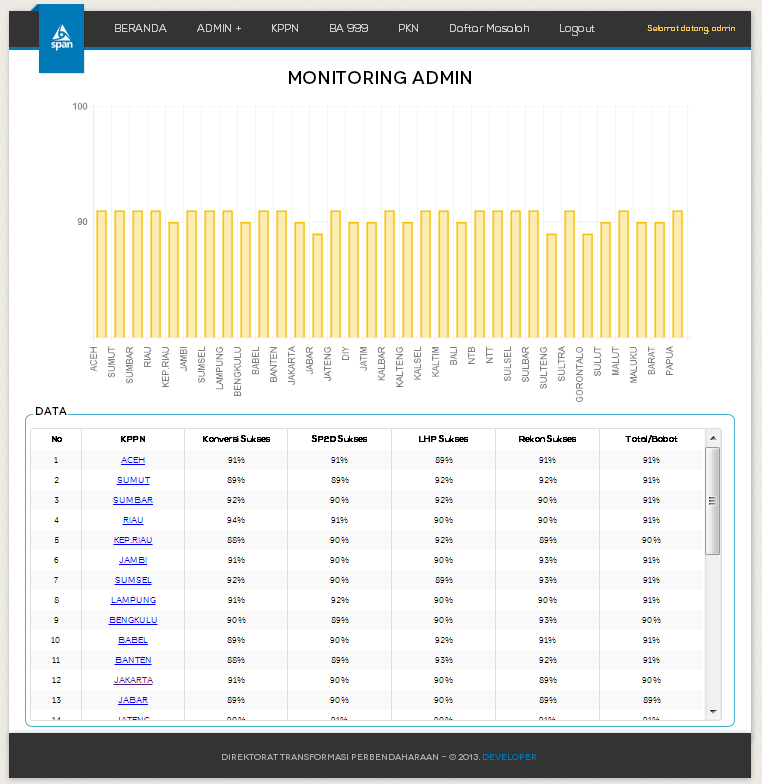 span
BERANDA ADMIN + KPPN BA 999 PKN Daftar Masalah Logout Selamat datang, admin
MONITORING ADMIN
100
90
ACEH SUMUT SUMBAR RIAU KEP.RIAU JAMBI SUMSEL LAMPUNG BENGKULU BABEL BANTEN JAKARTA JABAR JATENG DIY JATIM KALBAR KALTENG KALSEL KALTIM BALI NTB NTT SULSEL SULBAR SULTENG SULTRA GORONTALO SULUT MALUT MALUKU BARAT PAPUA
DATA
No KPPN Konversi Sukses SP2D Sukses LHP Sukses Rekon Sukses Total/Bobot
1 ACEH 91% 91% 89% 91% 91%
2 SUMUT 89% 89% 92% 92% 91%
3 SUMBAR 92% 90% 92% 90% 91%
4 RIAU 94% 91% 90% 90% 91%
5 KEP.RIAU 88% 90% 92% 89% 90%
6 JAMBI 91% 90% 90% 93% 91%
7 SUMSEL 92% 90% 89% 93% 91%
8 LAMPUNG 91% 92% 90% 90% 91%
9 BENGKULU 90% 89% 90% 93% 90%
10 BABEL 89% 90% 92% 91% 91%
11 BANTEN 88% 89% 93% 92% 91%
12 JAKARTA 91% 90% 90% 89% 90%
13 JABAR 89% 90% 90% 89% 89%
14 JATENG 90% 91% 90% 91% 91%
DIREKTORAT TRANSFORMASI PERBENDAHARAAN - © 2013. DEVELOPER.